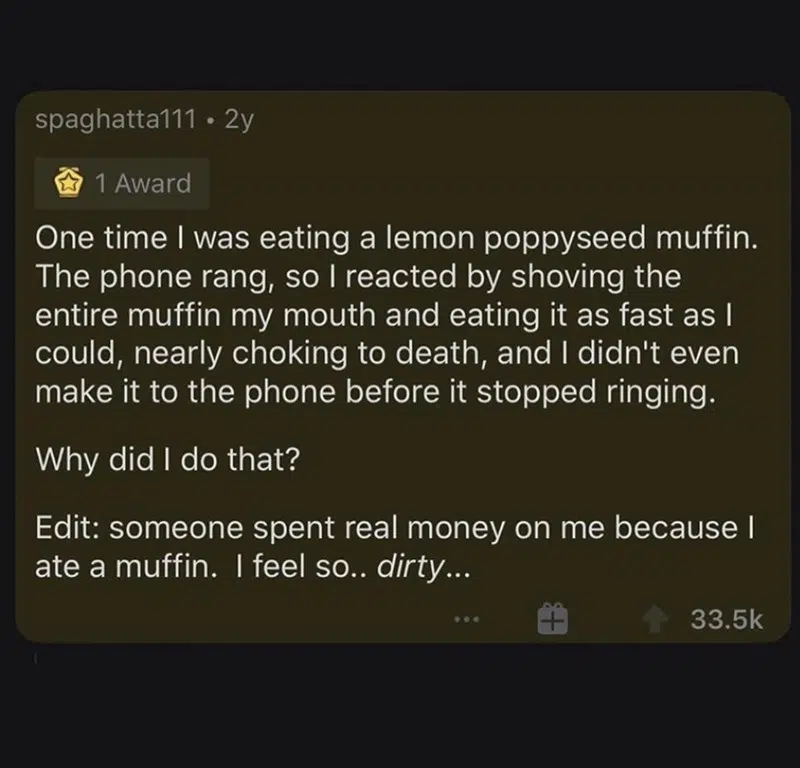 spaghatta111 • 2y
1 Award
One time I was eating a lemon poppyseed muffin.
The phone rang, so I reacted by shoving the
entire muffin my mouth and eating it as fast as I
could, nearly choking to death, and I didn't even
make it to the phone before it stopped ringing.
Why did I do that?
Edit: someone spent real money on me because I
ate a muffin.  I feel so.. dirty...
33.5k